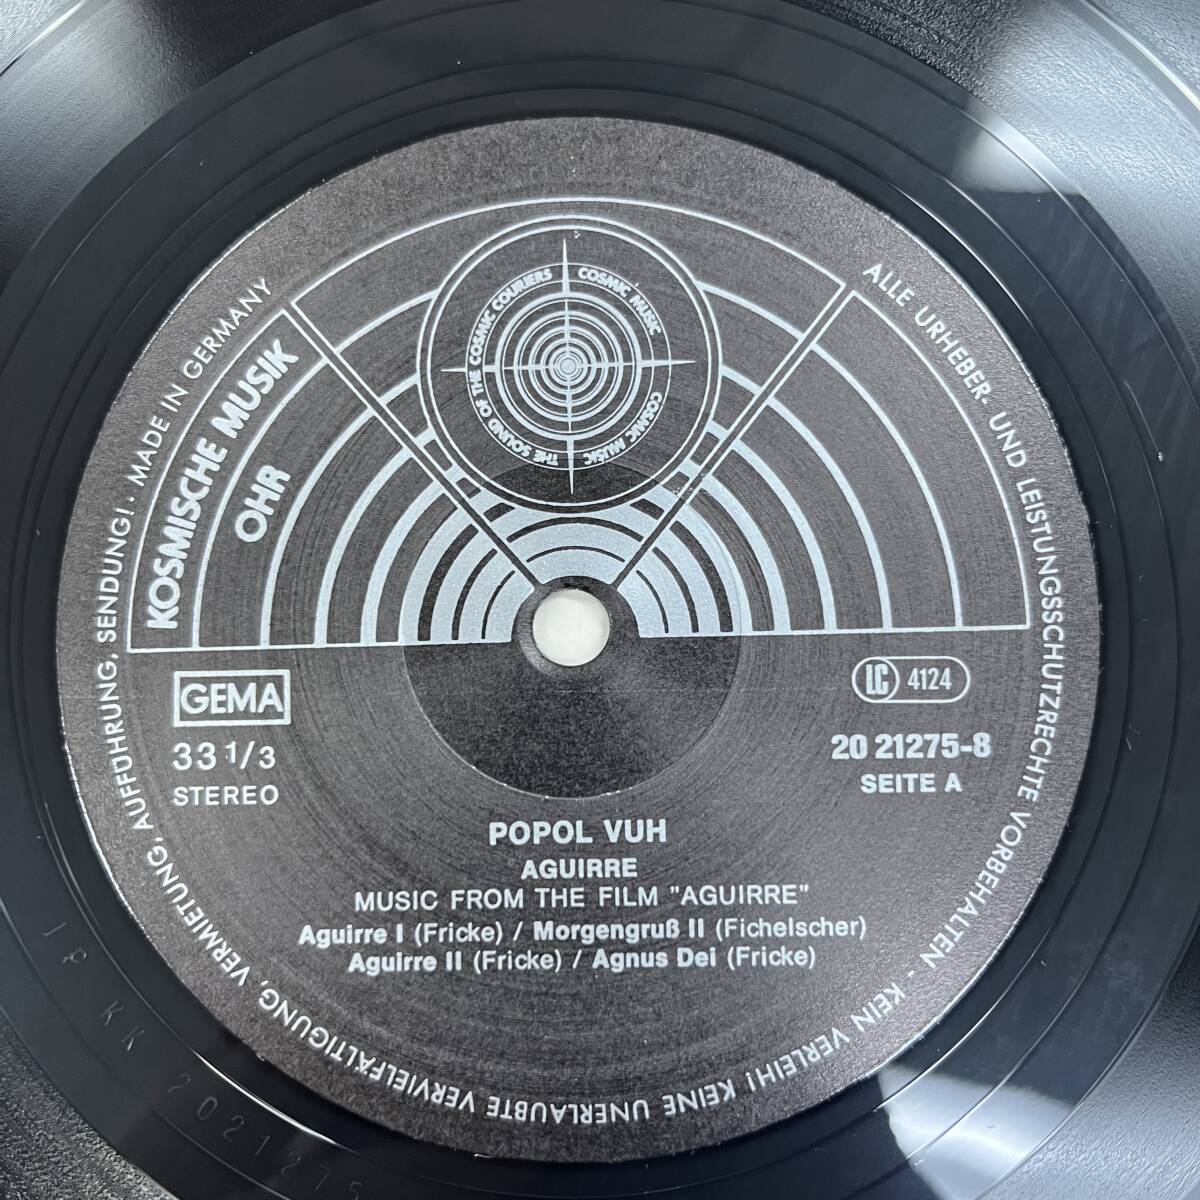 KOSMISCHE MUSIK
OHR
THE SOUND OF THE COSMIC COURIERS
COSMIC MUSIC
COSMIC MUSIC
GEMA
33 1/3
STEREO
LC 4124
20 21275-8
SEITE A
POPOL VUH
AGUIRRE
MUSIC FROM THE FILM "AGUIRRE"
Aguirre I (Fricke) / Morgengruß II (Fichelscher)
Aguirre II (Fricke) / Agnus Dei (Fricke)
ALLE URHEBER- UND LEISTUNGSSCHUTZRECHTE VORBEHALTEN - KEIN VERLEIH! KEINE UNERLAUBTE VERVIELFÄLTIGUNG, VERMIETUNG, AUFFÜHRUNG, SENDUNG! · MADE IN GERMANY
JP KK 2021275